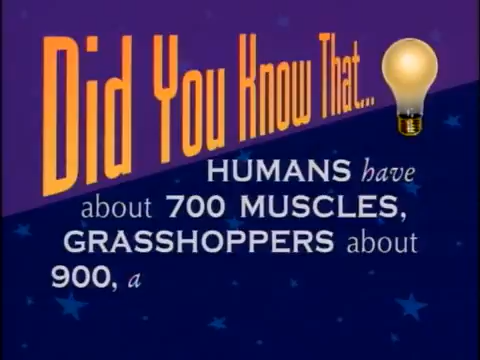 Did You Know That...
HUMANS have
about 700 MUSCLES,
GRASSHOPPERS about
900, a